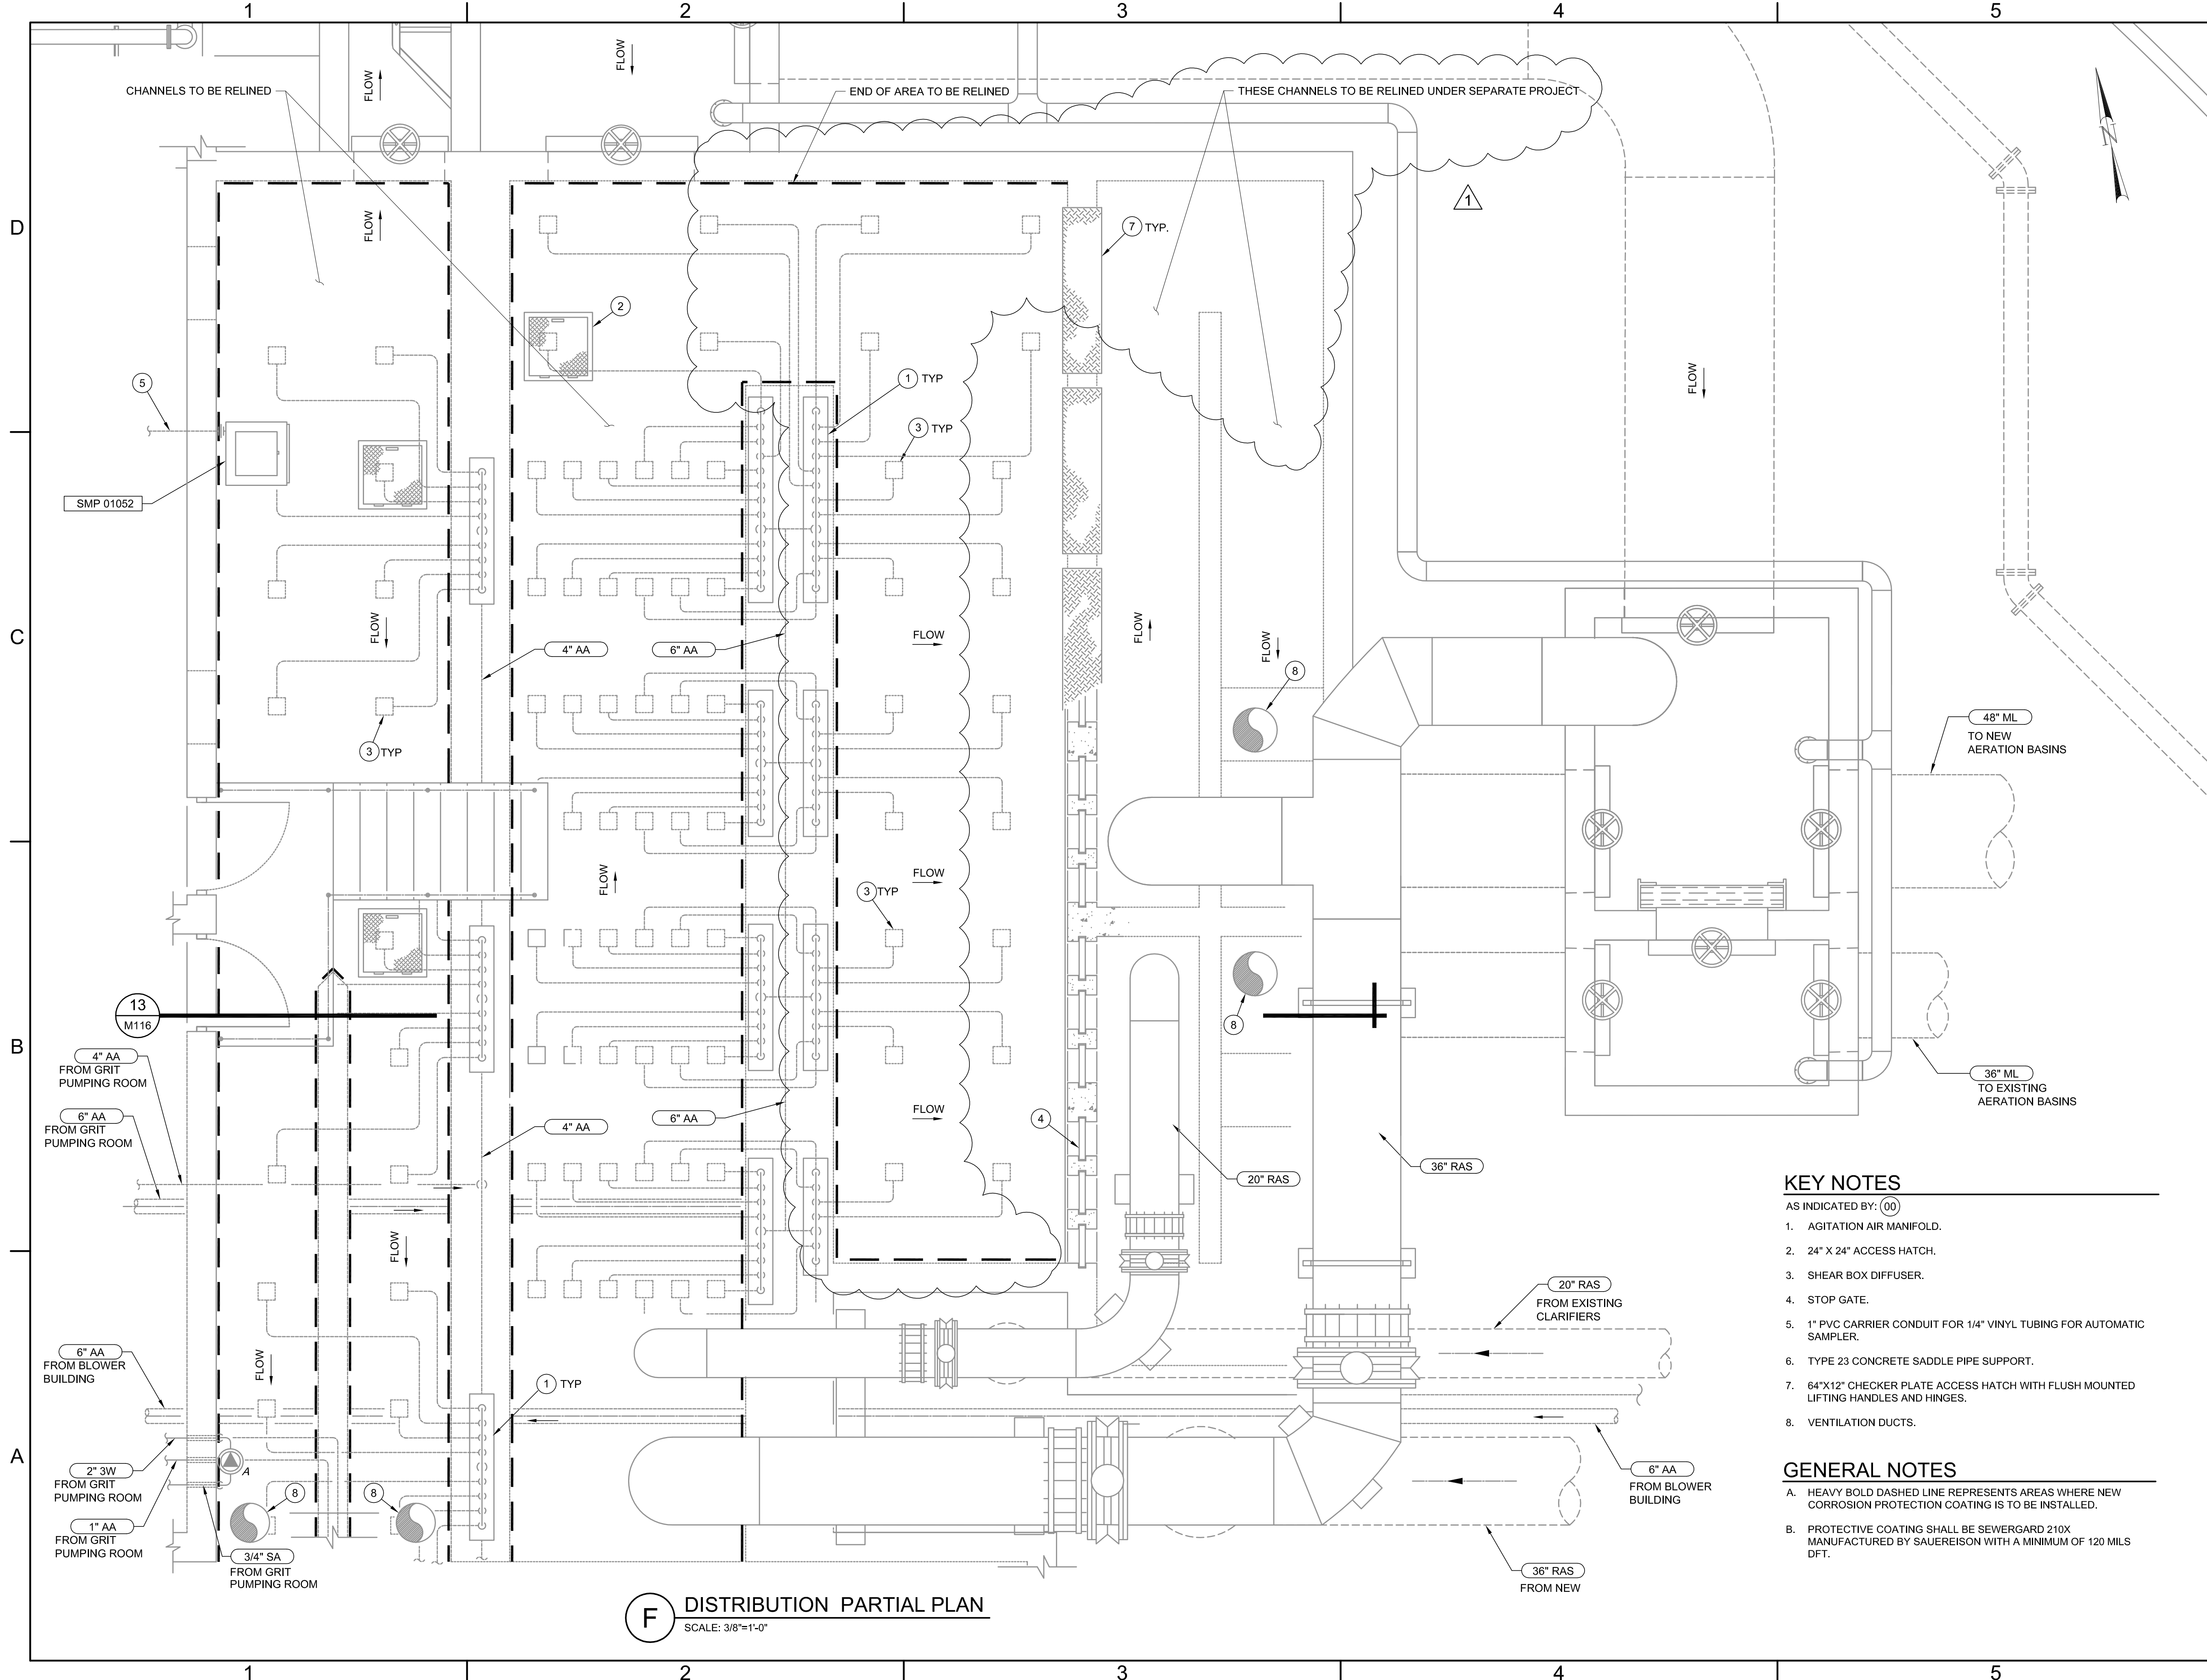 1 2 3 4 5
D
C
B
A
CHANNELS TO BE RELINED
END OF AREA TO BE RELINED
THESE CHANNELS TO BE RELINED UNDER SEPARATE PROJECT
FLOW
FLOW
FLOW
1
N
7 TYP.
2
5
1 TYP
3 TYP
FLOW
SMP 01052
FLOW
4" AA
6" AA
FLOW
FLOW
FLOW
8
3 TYP
48" ML
TO NEW
AERATION BASINS
FLOW
FLOW
3 TYP
13
M116
8
4" AA
FROM GRIT
PUMPING ROOM
6" AA
FROM GRIT
PUMPING ROOM
4" AA
6" AA
FLOW
4
20" RAS
36" RAS
36" ML
TO EXISTING
AERATION BASINS
FLOW
FLOW
6" AA
FROM BLOWER
BUILDING
1 TYP
20" RAS
FROM EXISTING
CLARIFIERS
2" 3W
FROM GRIT
PUMPING ROOM
A
8
8
1" AA
FROM GRIT
PUMPING ROOM
3/4" SA
FROM GRIT
PUMPING ROOM
6" AA
FROM BLOWER
BUILDING
36" RAS
FROM NEW
KEY NOTES
AS INDICATED BY: 00
1. AGITATION AIR MANIFOLD.
2. 24" X 24" ACCESS HATCH.
3. SHEAR BOX DIFFUSER.
4. STOP GATE.
5. 1" PVC CARRIER CONDUIT FOR 1/4" VINYL TUBING FOR AUTOMATIC
SAMPLER.
6. TYPE 23 CONCRETE SADDLE PIPE SUPPORT.
7. 64"X12" CHECKER PLATE ACCESS HATCH WITH FLUSH MOUNTED
LIFTING HANDLES AND HINGES.
8. VENTILATION DUCTS.
GENERAL NOTES
A. HEAVY BOLD DASHED LINE REPRESENTS AREAS WHERE NEW
CORROSION PROTECTION COATING IS TO BE INSTALLED.
B. PROTECTIVE COATING SHALL BE SEWERGARD 210X
MANUFACTURED BY SAUEREISON WITH A MINIMUM OF 120 MILS
DFT.
F DISTRIBUTION PARTIAL PLAN
SCALE: 3/8"=1'-0"
1 2 3 4 5